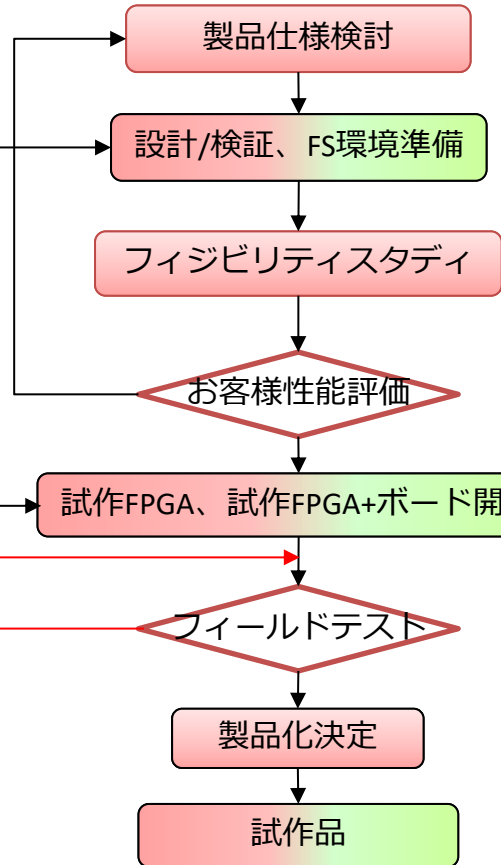 製品仕様検討
設計/検証、FS環境準備
フィジビリティスタディ
お客様性能評価
試作FPGA、試作FPGA+ボード開
フィールドテスト
製品化決定
試作品